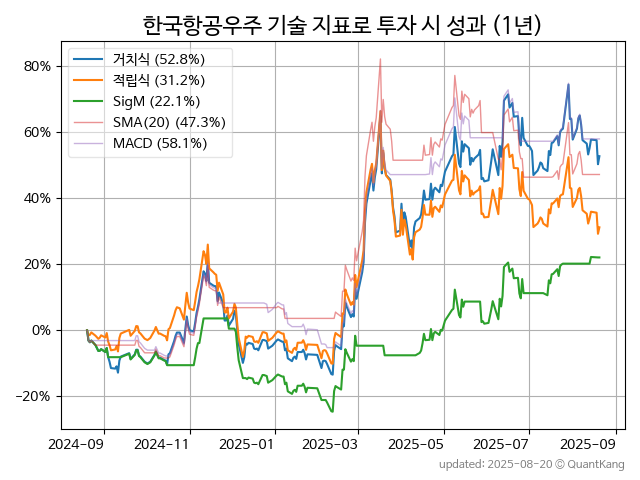 한국항공우주 기술 지표로 투자 시 성과 (1년)
거치식 (52.8%)
적립식 (31.2%)
SigM (22.1%)
SMA(20) (47.3%)
MACD (58.1%)
80%
60%
40%
20%
0%
−20%
2024-09 2024-11 2025-01 2025-03 2025-05 2025-07 2025-09
updated: 2025-08-20 © QuantKang